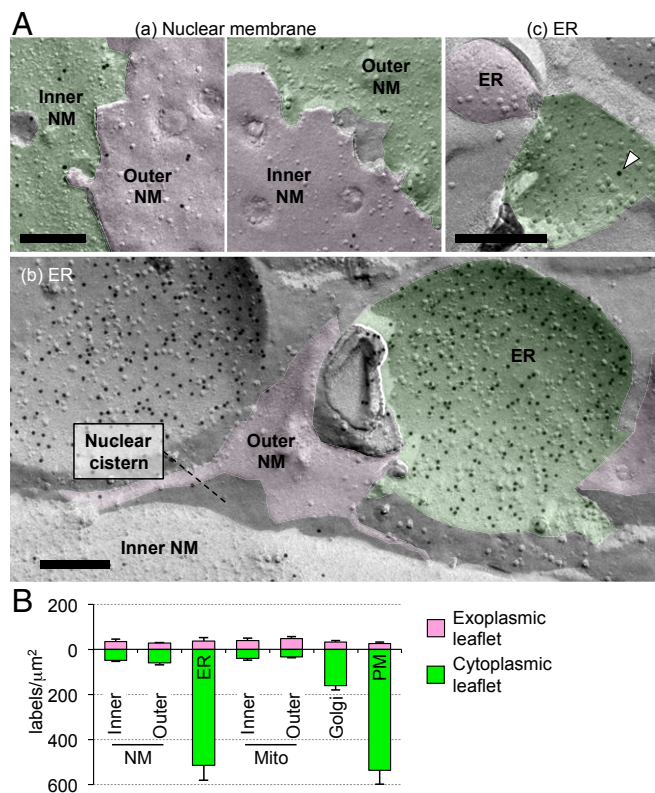 A
(a) Nuclear membrane
(c) ER
Inner
NM
Outer
NM
Outer
NM
Inner
NM
ER
(b) ER
ER
Outer
NM
Nuclear
cistern
Inner NM
B
200
0
200
400
600
labels/μm²
Inner
Outer
NM
ER
Inner
Outer
Mito
Golgi
PM
Exoplasmic
leaflet
Cytoplasmic
leaflet